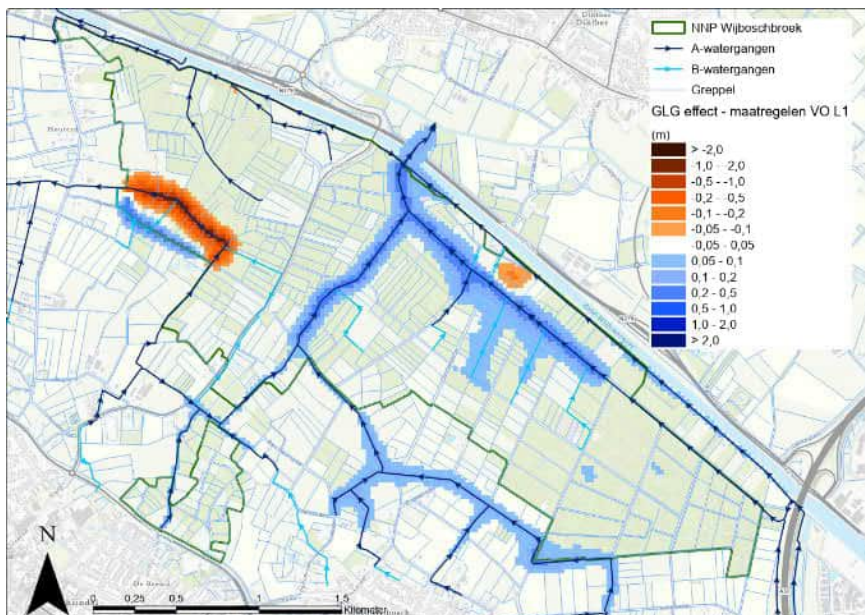 NNP Wijboschbroek
A-watergangen
B-watergangen
Greppel
GLG effect - maatregelen VO L1
(m)
> -2,0
-1,0 - -2,0
-0,5 - -1,0
-0,2 - -0,5
-0,1 - -0,2
-0,05 - -0,1
-0,05 - 0,05
0,05 - 0,1
0,1 - 0,2
0,2 - 0,5
0,5 - 1,0
1,0 - 2,0
> 2,0
N
0 0,25 0,5 1 1,5
Kilometer